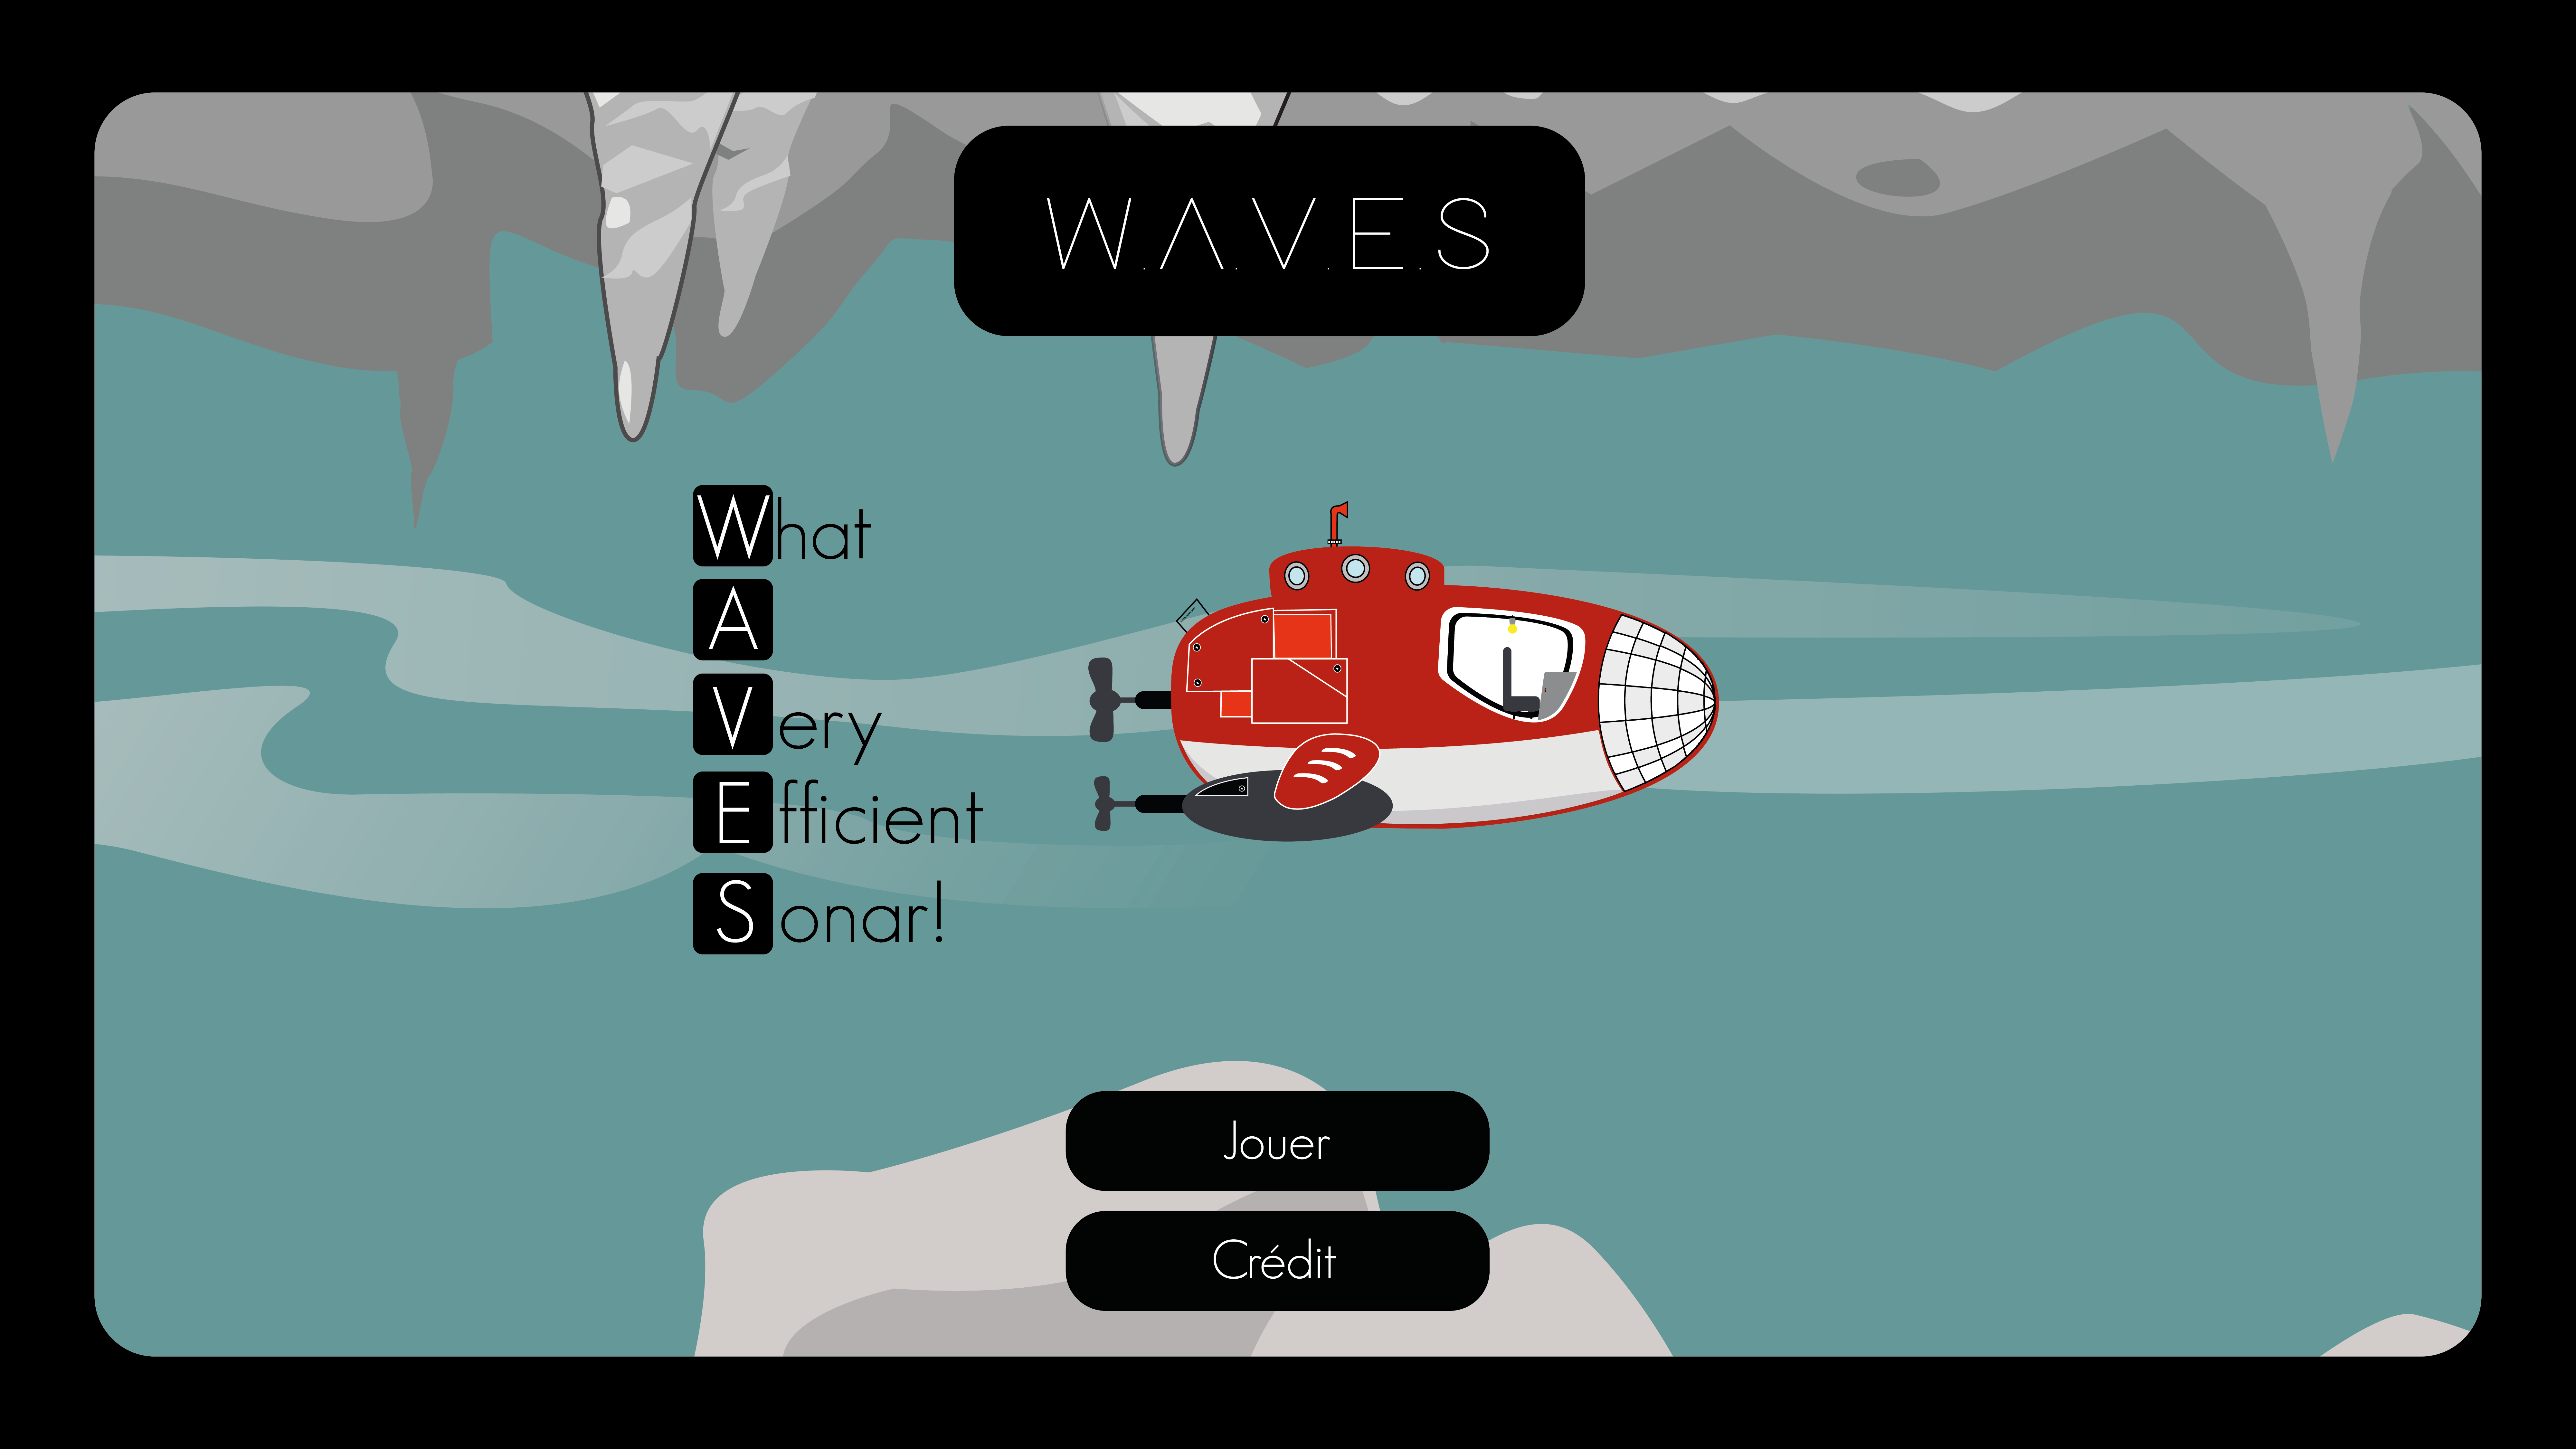 W.A.V.E.S
What
A
Very
Efficient
Sonar!
Jouer
Crédit